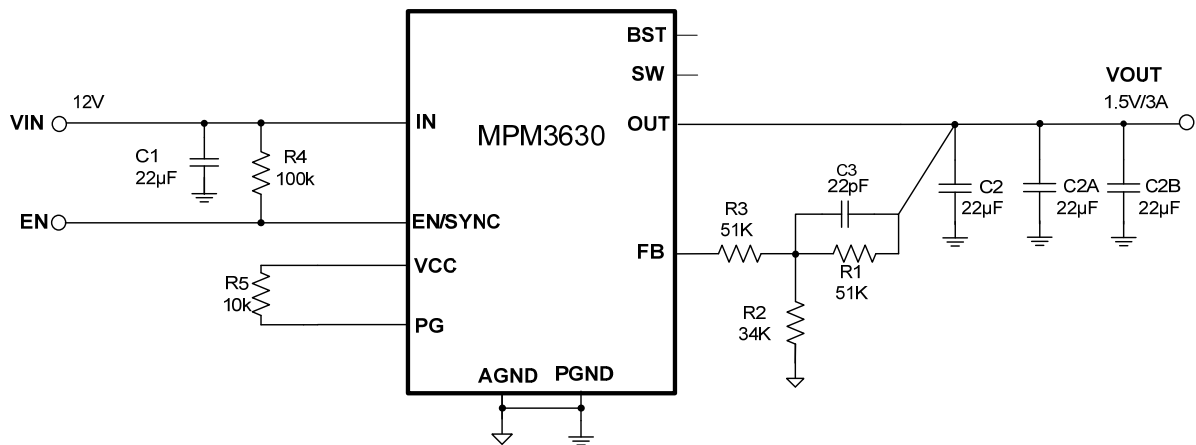 BST
SW
VOUT
12V
1.5V/3A
VIN
IN
MPM3630
OUT
C1
22µF
R4
100k
C3
22pF
C2
22µF
C2A
22µF
C2B
22µF
EN
EN/SYNC
R3
51K
FB
R1
51K
VCC
R5
10k
PG
R2
34K
AGND
PGND